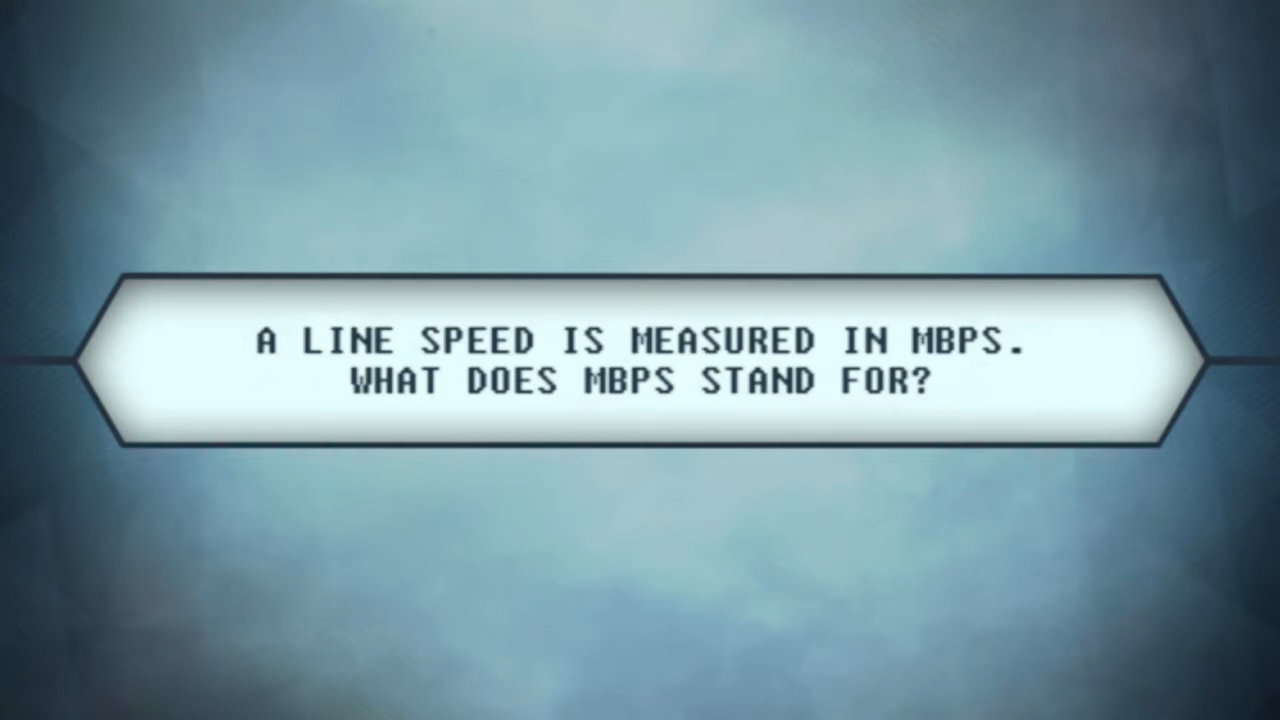 A LINE SPEED IS MEASURED IN MBPS.
WHAT DOES MBPS STAND FOR?